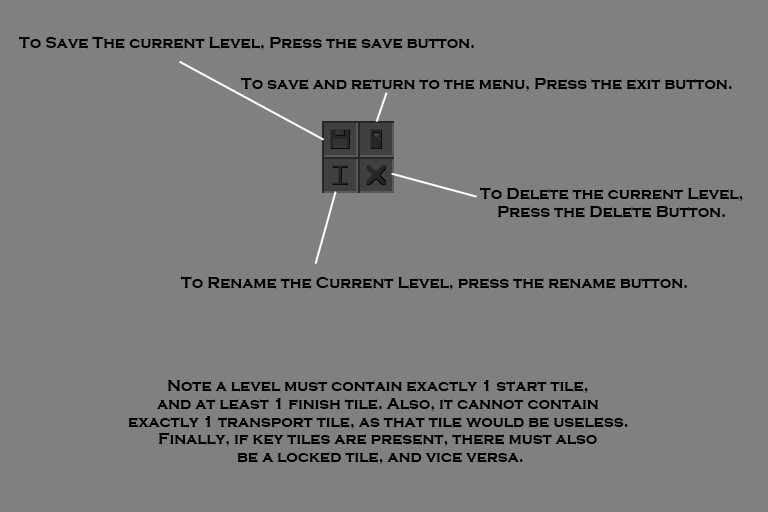 To Save The current Level, Press the save button.
To save and return to the menu, Press the exit button.
To Delete the current Level,
Press the Delete Button.
To Rename the Current Level, press the rename button.
Note a level must contain exactly 1 start tile,
and at least 1 finish tile. Also, it cannot contain
exactly 1 transport tile, as that tile would be useless.
Finally, if key tiles are present, there must also
be a locked tile, and vice versa.